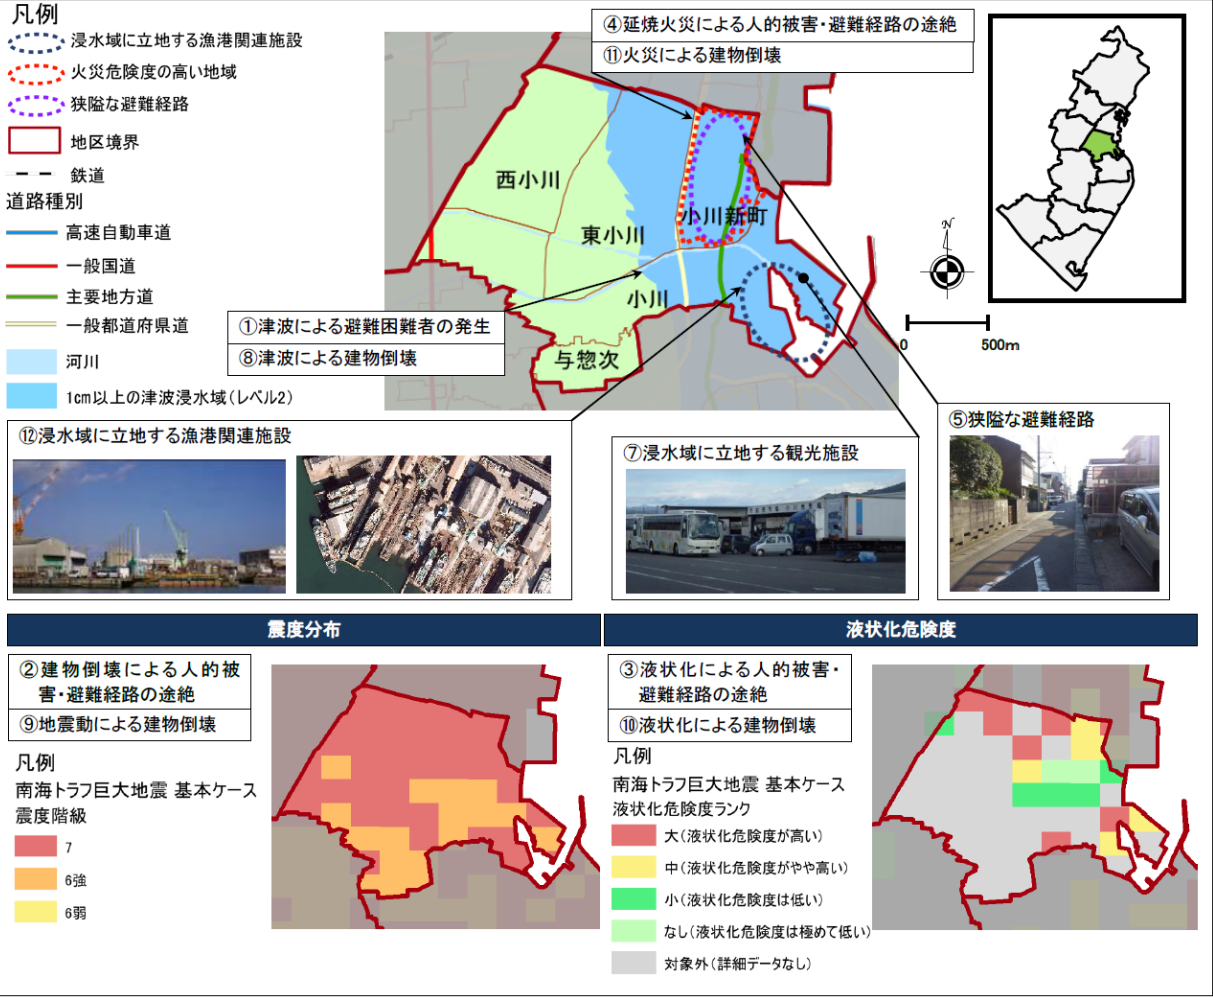 凡例
浸水域に立地する漁港関連施設
火災危険度の高い地域
狭隘な避難経路
地区境界
鉄道
道路種別
高速自動車道
一般国道
主要地方道
一般都道府県道
河川
1cm以上の津波浸水域(レベル2)
④延焼火災による人的被害・避難経路の途絶
⑪火災による建物倒壊
西小川
東小川
小川新町
小川
与惣次
①津波による避難困難者の発生
⑧津波による建物倒壊
N
0 500m
⑫浸水域に立地する漁港関連施設
⑦浸水域に立地する観光施設
⑤狭隘な避難経路
震度分布
②建物倒壊による人的被
害・避難経路の途絶
⑨地震動による建物倒壊
凡例
南海トラフ巨大地震 基本ケース
震度階級
7
6強
6弱
液状化危険度
③液状化による人的被害・
避難経路の途絶
⑩液状化による建物倒壊
凡例
南海トラフ巨大地震 基本ケース
液状化危険度ランク
大(液状化危険度が高い)
中(液状化危険度がやや高い)
小(液状化危険度は低い)
なし(液状化危険度は極めて低い)
対象外(詳細データなし)